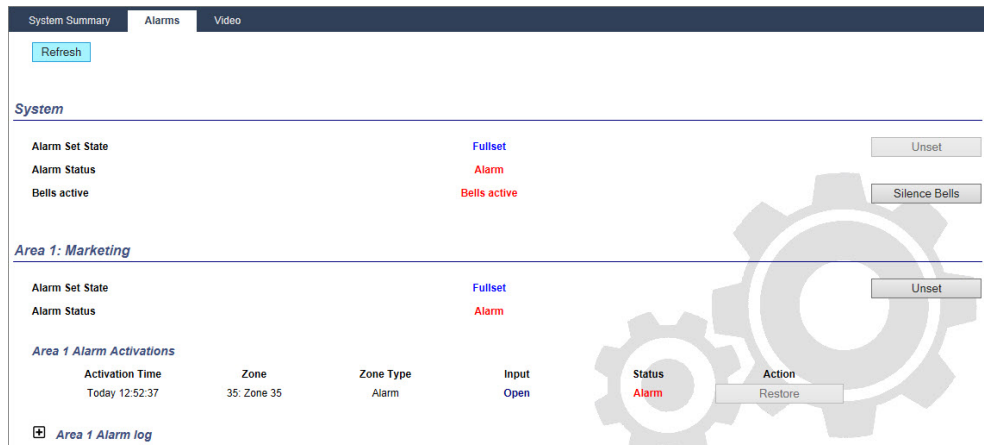 System Summary Alarms Video
Refresh
System
Alarm Set State Fullset Unset
Alarm Status Alarm
Bells active Bells active Silence Bells
Area 1: Marketing
Alarm Set State Fullset Unset
Alarm Status Alarm
Area 1 Alarm Activations
Activation Time Zone Zone Type Input Status Action
Today 12:52:37 35: Zone 35 Alarm Open Alarm Restore
Area 1 Alarm log